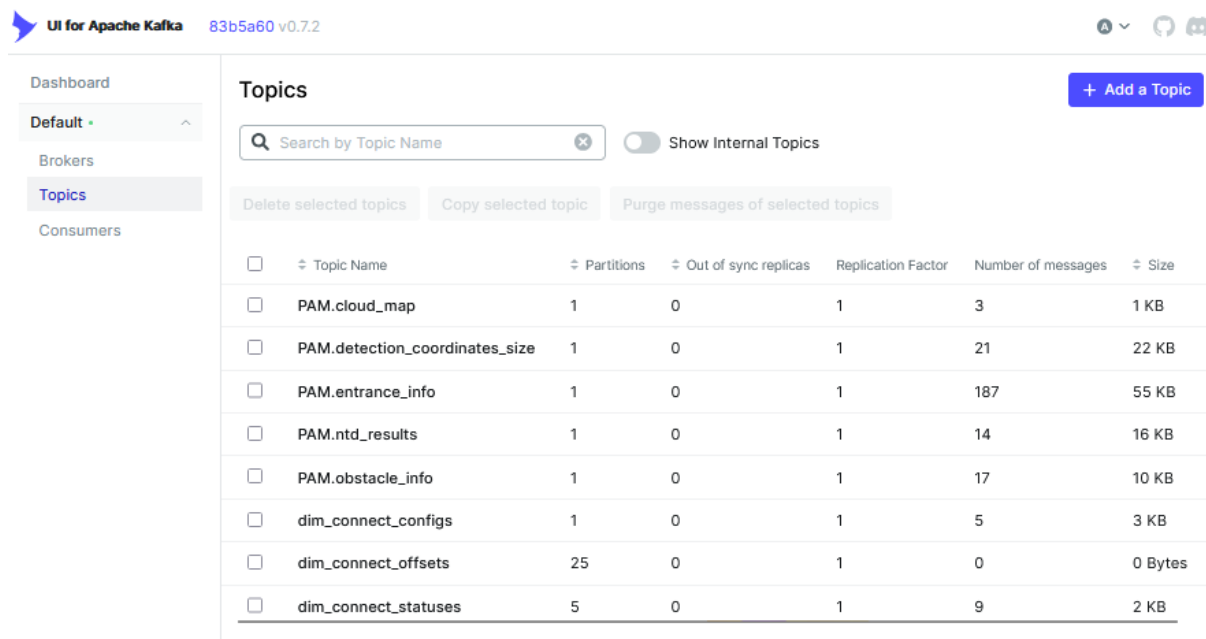 UI for Apache Kafka 83b5a60 v0.7.2 A
Dashboard
Default
Brokers
Topics
Consumers
Topics
+ Add a Topic
Search by Topic Name
Show Internal Topics
Delete selected topics Copy selected topic Purge messages of selected topics
Topic Name Partitions Out of sync replicas Replication Factor Number of messages Size
PAM.cloud_map 1 0 1 3 1 KB
PAM.detection_coordinates_size 1 0 1 21 22 KB
PAM.entrance_info 1 0 1 187 55 KB
PAM.ntd_results 1 0 1 14 16 KB
PAM.obstacle_info 1 0 1 17 10 KB
dim_connect_configs 1 0 1 5 3 KB
dim_connect_offsets 25 0 1 0 0 Bytes
dim_connect_statuses 5 0 1 9 2 KB